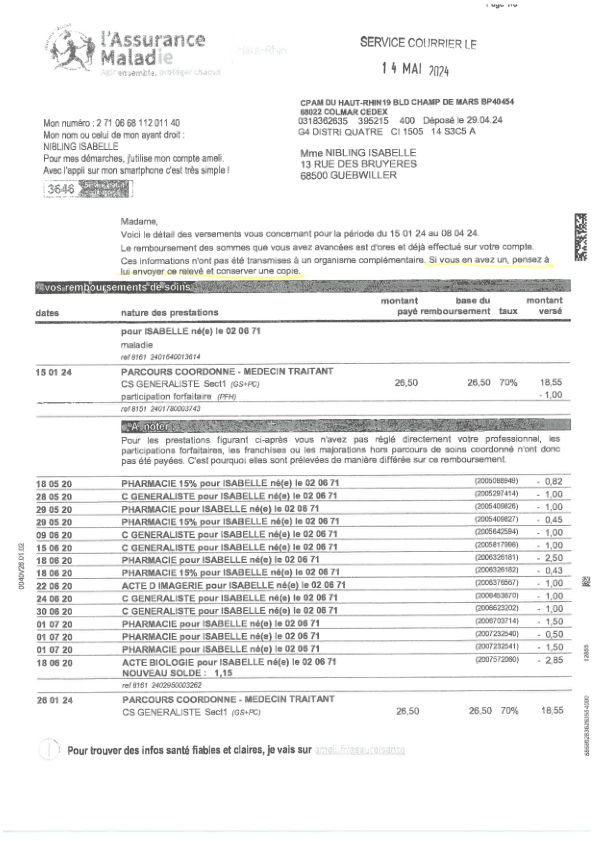 l'Assurance
Maladie
Agir ensemble, protéger chacun
Haut-Rhin
SERVICE COURRIER LE
14 MAI 2024
CPAM DU HAUT-RHIN19 BLD CHAMP DE MARS BP40454
68022 COLMAR CEDEX
0318362635 395215 400 Déposé le 29.04.24
G4 DISTRI QUATRE CI 1505 14 S3C5 A
Mme NIBLING ISABELLE
13 RUE DES BRUYERES
68500 GUEBWILLER
Mon numéro : 2 71 06 68 112 011 40
Mon nom ou celui de mon ayant droit :
NIBLING ISABELLE
Pour mes démarches, j'utilise mon compte ameli.
Avec l'appli sur mon smartphone c'est très simple !
3646
Madame,
Voici le détail des versements vous concernant pour la période du 15 01 24 au 08 04 24.
Le remboursement des sommes que vous avez avancées est d'ores et déjà effectué sur votre compte.
Ces informations n'ont pas été transmises à un organisme complémentaire. Si vous en avez un, pensez à
lui envoyer ce relevé et conserver une copie.
vos remboursements de soins
dates nature des prestations montant payé base du remboursement taux montant versé
pour ISABELLE né(e) le 02 06 71
maladie
ref 8161 2401640013614
15 01 24 PARCOURS COORDONNE - MEDECIN TRAITANT
CS GENERALISTE Sect1 (GS+PC) 26,50 26,50 70% 18,55
participation forfaitaire (PFH) - 1,00
ref 8151 2401780003743
A noter
Pour les prestations figurant ci-après vous n'avez pas réglé directement votre professionnel, les
participations forfaitaires, les franchises ou les majorations hors parcours de soins coordonné n'ont donc
pas été payées. C'est pourquoi elles sont prélevées de manière différée sur ce remboursement.
18 05 20 PHARMACIE 15% pour ISABELLE né(e) le 02 06 71 (2005088949) - 0,82
28 05 20 C GENERALISTE pour ISABELLE né(e) le 02 06 71 (2005297414) - 1,00
29 05 20 PHARMACIE pour ISABELLE né(e) le 02 06 71 (2005409826) - 1,00
29 05 20 PHARMACIE 15% pour ISABELLE né(e) le 02 06 71 (2005409827) - 0,45
09 06 20 C GENERALISTE pour ISABELLE né(e) le 02 06 71 (2005642594) - 1,00
15 06 20 C GENERALISTE pour ISABELLE né(e) le 02 06 71 (2005817996) - 1,00
18 06 20 PHARMACIE pour ISABELLE né(e) le 02 06 71 (2006326181) - 2,50
18 06 20 PHARMACIE 15% pour ISABELLE né(e) le 02 06 71 (2006326182) - 0,43
22 06 20 ACTE D IMAGERIE pour ISABELLE né(e) le 02 06 71 (2006376567) - 1,00
24 06 20 C GENERALISTE pour ISABELLE né(e) le 02 06 71 (2006453870) - 1,00
30 06 20 C GENERALISTE pour ISABELLE né(e) le 02 06 71 (2006623202) - 1,00
01 07 20 PHARMACIE pour ISABELLE né(e) le 02 06 71 (2006703714) - 1,50
01 07 20 PHARMACIE pour ISABELLE né(e) le 02 06 71 (2007232540) - 0,50
01 07 20 PHARMACIE pour ISABELLE né(e) le 02 06 71 (2007232541) - 1,50
18 06 20 ACTE BIOLOGIE pour ISABELLE né(e) le 02 06 71 (2007572060) - 2,85
NOUVEAU SOLDE : 1,15
ref 8161 2402950003262
26 01 24 PARCOURS COORDONNE - MEDECIN TRAITANT
CS GENERALISTE Sect1 (GS+PC) 26,50 26,50 70% 18,55
Pour trouver des infos santé fiables et claires, je vais sur ameli.fr/assure/sante
0040V28.01.02
12855